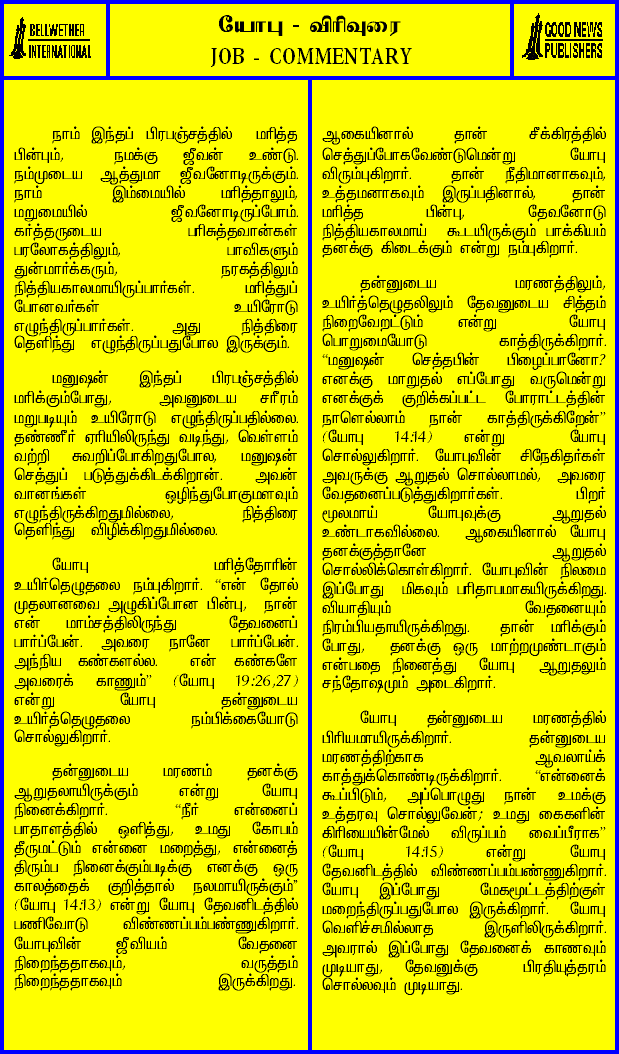 BELLWETHER
INTERNATIONAL
யோபு - விரிவுரை
JOB - COMMENTARY
GOOD NEWS
PUBLISHERS
நாம் இந்தப் பிரபஞ்சத்தில் மரித்த
பின்பும், நமக்கு ஜீவன் உண்டு.
நம்முடைய ஆத்துமா ஜீவனோடிருக்கும்.
நாம் இம்மையில் மரித்தாலும்,
மறுமையில் ஜீவனோடிருப்போம்.
கர்த்தருடைய பரிசுத்தவான்கள்
பரலோகத்திலும், பாவிகளும்
துன்மார்க்கரும், நரகத்திலும்
நித்தியகாலமாயிருப்பார்கள். மரித்துப்
போனவர்கள் உயிரோடு
எழுந்திருப்பார்கள். அது நித்திரை
தெளிந்து எழுந்திருப்பதுபோல இருக்கும்.
மனுஷன் இந்தப் பிரபஞ்சத்தில்
மரிக்கும்போது, அவனுடைய சரீரம்
மறுபடியும் உயிரோடு எழுந்திருப்பதில்லை.
தண்ணீர் ஏரியிலிருந்து வடிந்து, வெள்ளம்
வற்றி சுவறிப்போகிறதுபோல, மனுஷன்
செத்துப் படுத்துக்கிடக்கிறான். அவன்
வானங்கள் ஒழிந்துபோகுமளவும்
எழுந்திருக்கிறதுமில்லை, நித்திரை
தெளிந்து விழிக்கிறதுமில்லை.
யோபு மரித்தோரின்
உயிர்தெழுதலை நம்புகிறார். “என் தோல்
முதலானவை அழுகிப்போன பின்பு, நான்
என் மாம்சத்திலிருந்து தேவனைப்
பார்ப்பேன். அவரை நானே பார்ப்பேன்.
அந்நிய கண்களல்ல. என் கண்களே
அவரைக் காணும்” (யோபு 19:26,27)
என்று யோபு தன்னுடைய
உயிர்த்தெழுதலை நம்பிக்கையோடு
சொல்லுகிறார்.
தன்னுடைய மரணம் தனக்கு
ஆறுதலாயிருக்கும் என்று யோபு
நினைக்கிறார். “நீர் என்னைப்
பாதாளத்தில் ஒளித்து, உமது கோபம்
தீருமட்டும் என்னை மறைத்து, என்னைத்
திரும்ப நினைக்கும்படிக்கு எனக்கு ஒரு
காலத்தைக் குறித்தால் நலமாயிருக்கும்”
(யோபு 14:13) என்று யோபு தேவனிடத்தில்
பணிவோடு விண்ணப்பம்பண்ணுகிறார்.
யோபுவின் ஜீவியம் வேதனை
நிறைந்ததாகவும், வருத்தம்
நிறைந்ததாகவும் இருக்கிறது.
ஆகையினால் தான் சீக்கிரத்தில்
செத்துப்போகவேண்டுமென்று யோபு
விரும்புகிறார். தான் நீதிமானாகவும்,
உத்தமனாகவும் இருப்பதினால், தான்
மரித்த பின்பு, தேவனோடு
நித்தியகாலமாய் கூடயிருக்கும் பாக்கியம்
தனக்கு கிடைக்கும் என்று நம்புகிறார்.
தன்னுடைய மரணத்திலும்,
உயிர்த்தெழுதலிலும் தேவனுடைய சித்தம்
நிறைவேறட்டும் என்று யோபு
பொறுமையோடு காத்திருக்கிறார்.
“மனுஷன் செத்தபின் பிழைப்பானோ?
எனக்கு மாறுதல் எப்போது வருமென்று
எனக்குக் குறிக்கப்பட்ட போராட்டத்தின்
நாளெல்லாம் நான் காத்திருக்கிறேன்”
(யோபு 14:14) என்று யோபு
சொல்லுகிறார். யோபுவின் சிநேகிதர்கள்
அவருக்கு ஆறுதல் சொல்லாமல், அவரை
வேதனைப்படுத்துகிறார்கள். பிறர்
மூலமாய் யோபுவுக்கு ஆறுதல்
உண்டாகவில்லை. ஆகையினால் யோபு
தனக்குத்தானே ஆறுதல்
சொல்லிக்கொள்கிறார். யோபுவின் நிலமை
இப்போது மிகவும் பரிதாபமாகயிருக்கிறது.
வியாதியும் வேதனையும்
நிரம்பியதாயிருக்கிறது. தான் மரிக்கும்
போது, தனக்கு ஒரு மாற்றமுண்டாகும்
என்பதை நினைத்து யோபு ஆறுதலும்
சந்தோஷமும் அடைகிறார்.
யோபு தன்னுடைய மரணத்தில்
பிரியமாயிருக்கிறார். தன்னுடைய
மரணத்திற்காக ஆவலாய்க்
காத்துக்கொண்டிருக்கிறார். “என்னைக்
கூப்பிடும், அப்பொழுது நான் உமக்கு
உத்தரவு சொல்லுவேன்; உமது கைகளின்
கிரியையின்மேல் விருப்பம் வைப்பீராக”
(யோபு 14:15) என்று யோபு
தேவனிடத்தில் விண்ணப்பம்பண்ணுகிறார்.
யோபு இப்போது மேகமூட்டத்திற்குள்
மறைந்திருப்பதுபோல இருக்கிறார். யோபு
வெளிச்சமில்லாத இருளிலிருக்கிறார்.
அவரால் இப்போது தேவனைக் காணவும்
முடியாது, தேவனுக்கு பிரதியுத்தரம்
சொல்லவும் முடியாது.